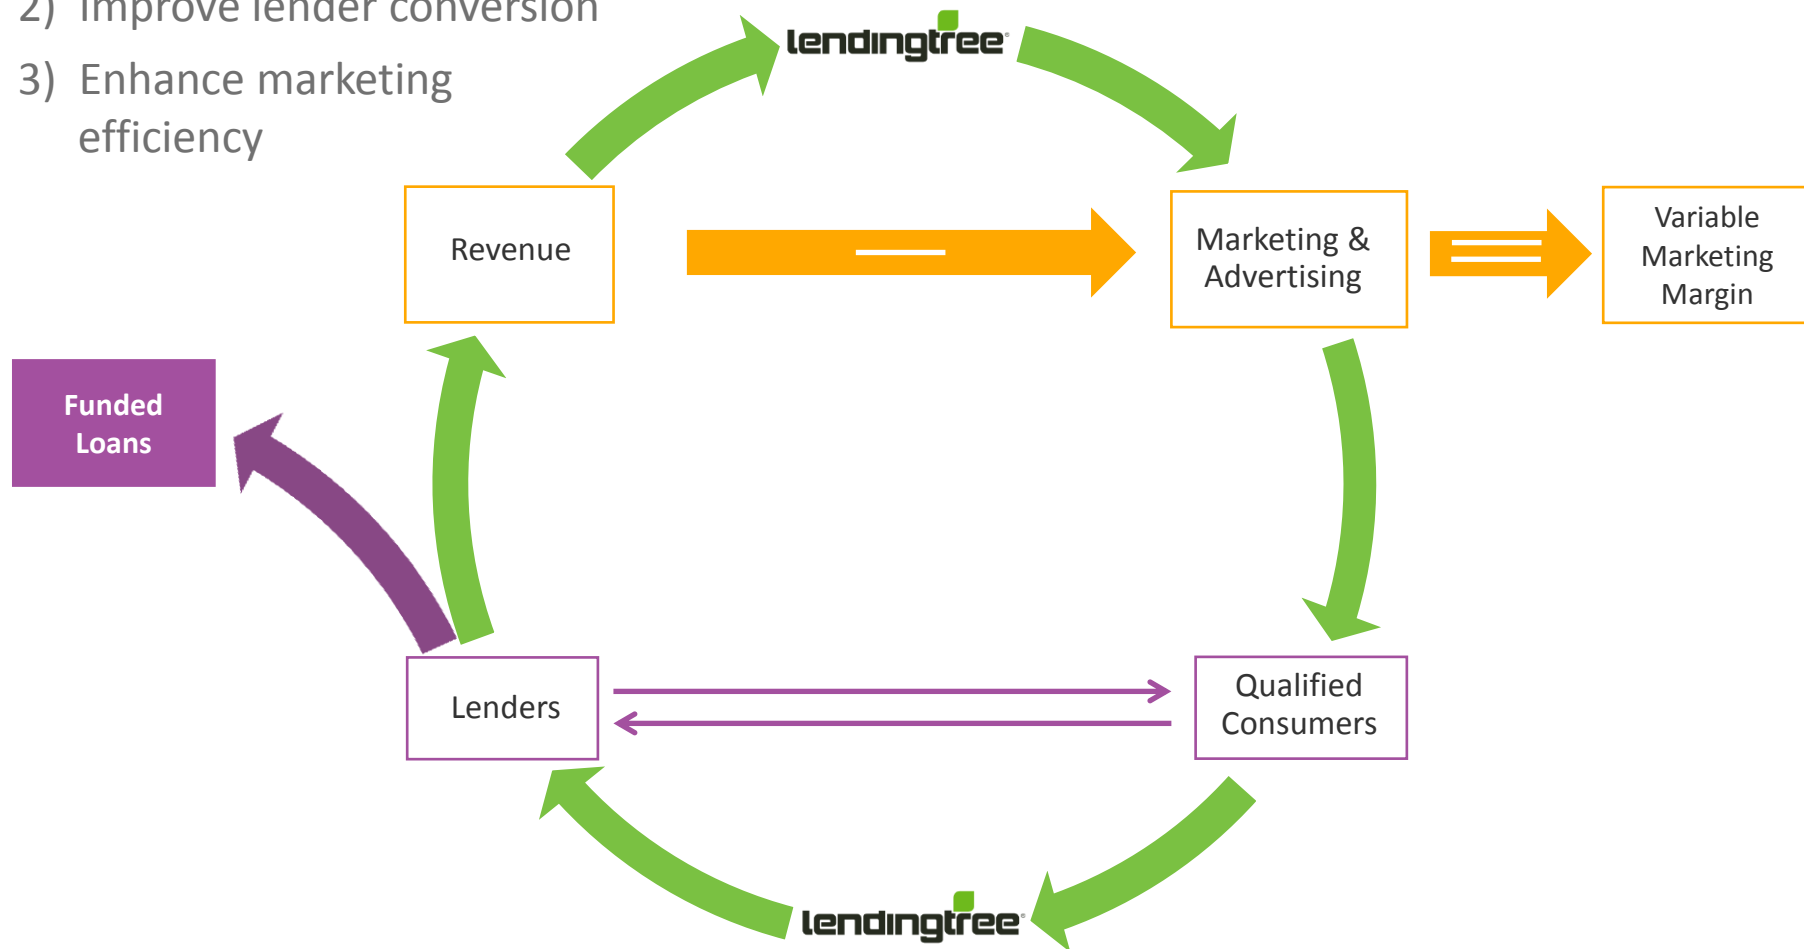 2) Improve lender conversion
3) Enhance marketing
efficiency
lendingtree®
Revenue
Marketing &
Advertising
Variable
Marketing
Margin
Funded
Loans
Lenders
Qualified
Consumers
lendingtree®